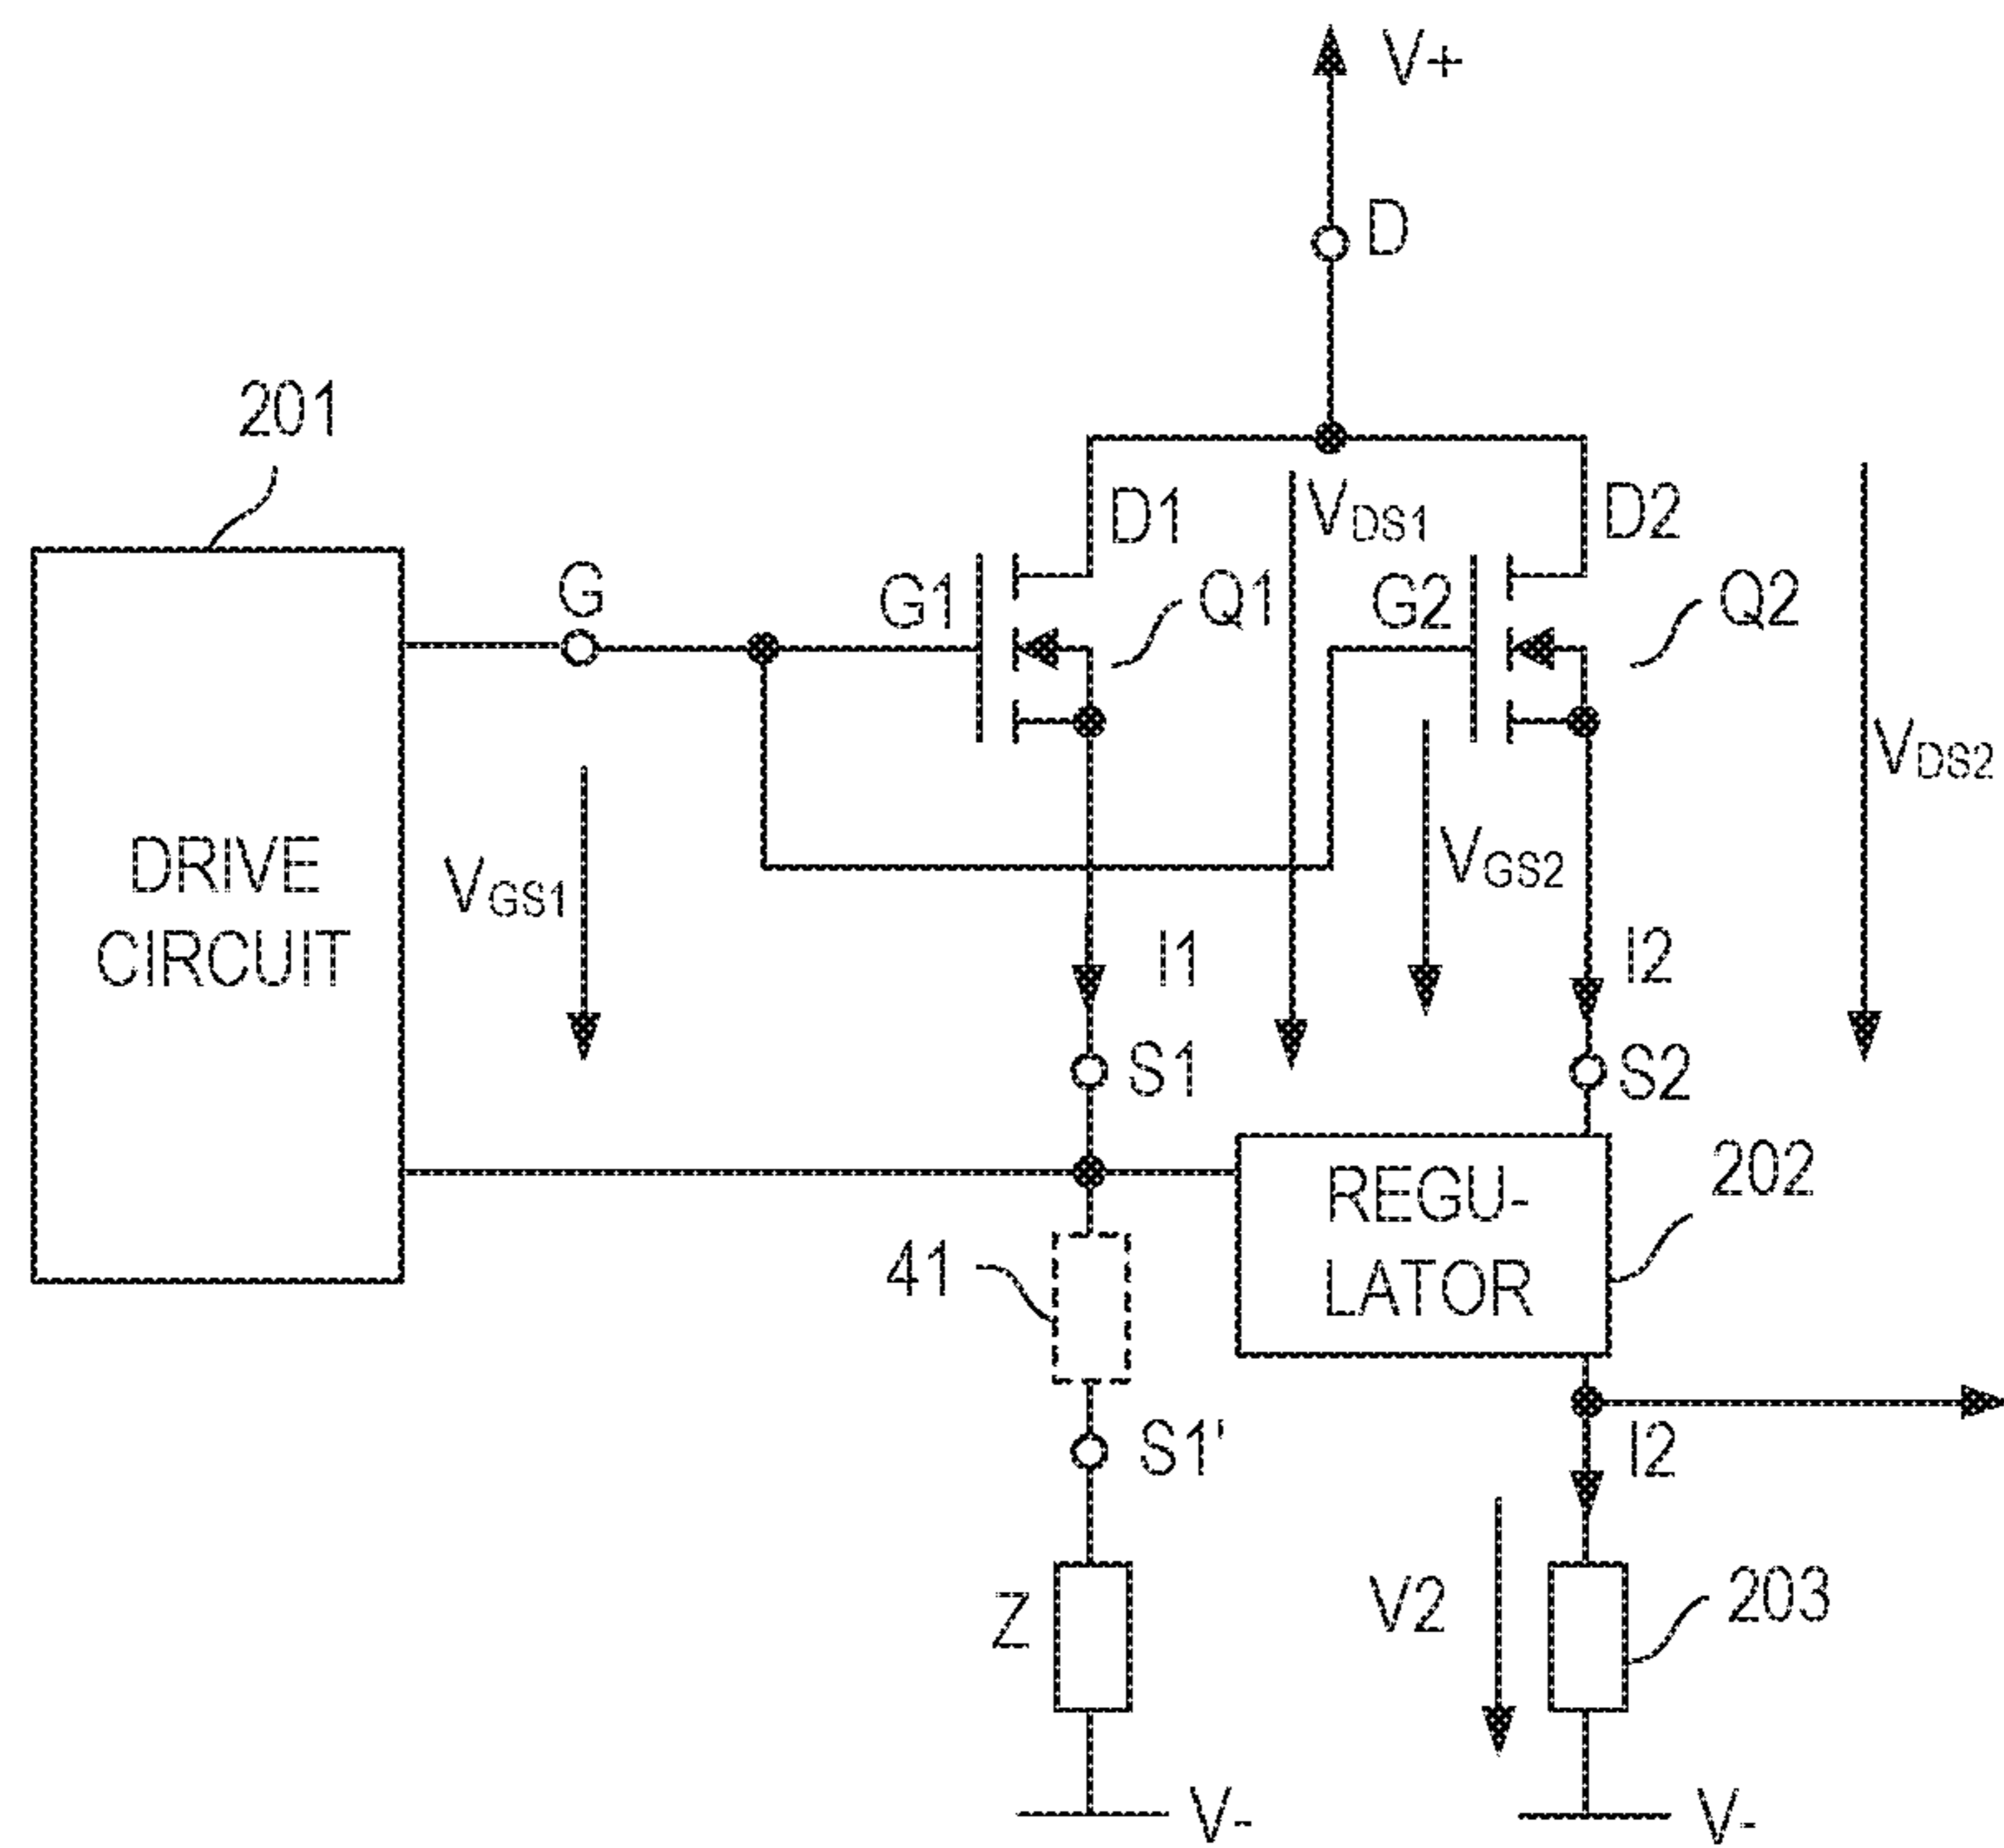 V+
D
201
D1
VDS1
D2
G
G1
Q1
G2
Q2
VDS2
DRIVE
CIRCUIT
VGS1
VGS2
I1
I2
S1
S2
REGU-
LATOR
202
41
S1'
I2
Z
V2
203
V-
V-